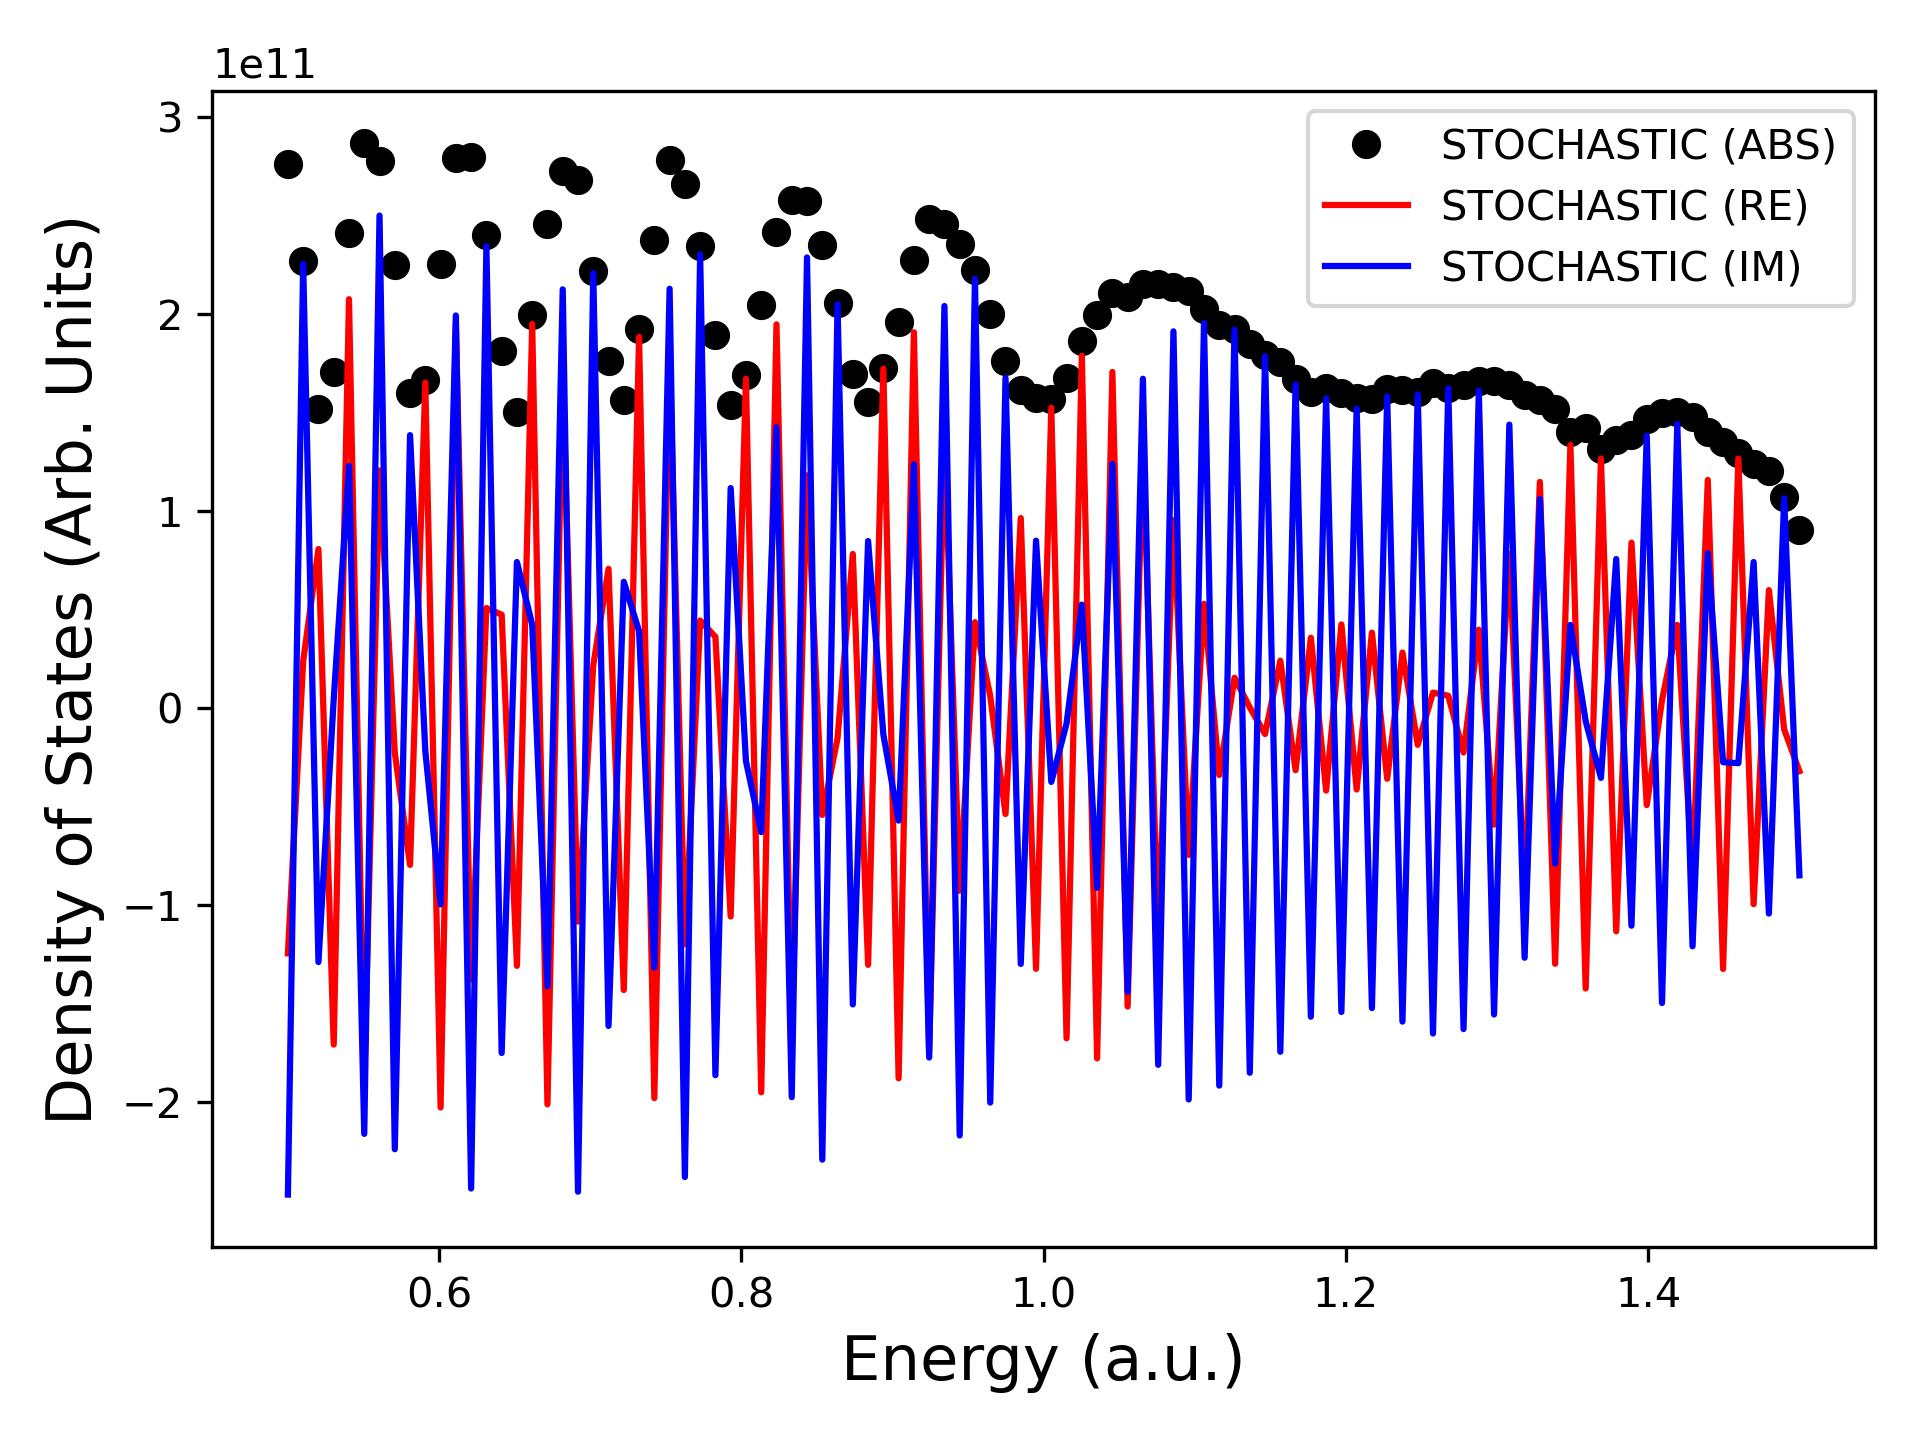 1e11
3
2
1
0
−1
−2
Density of States (Arb. Units)
STOCHASTIC (ABS)
STOCHASTIC (RE)
STOCHASTIC (IM)
0.6
0.8
1.0
1.2
1.4
Energy (a.u.)